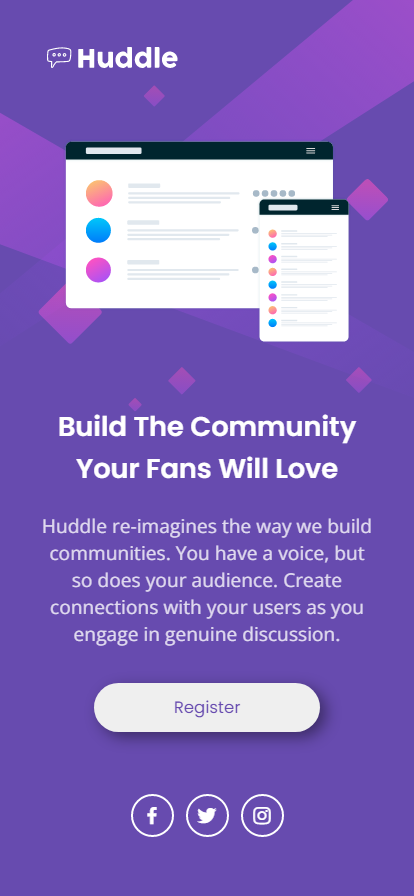 Huddle
Build The Community
Your Fans Will Love
Huddle re-imagines the way we build
communities. You have a voice, but
so does your audience. Create
connections with your users as you
engage in genuine discussion.
Register